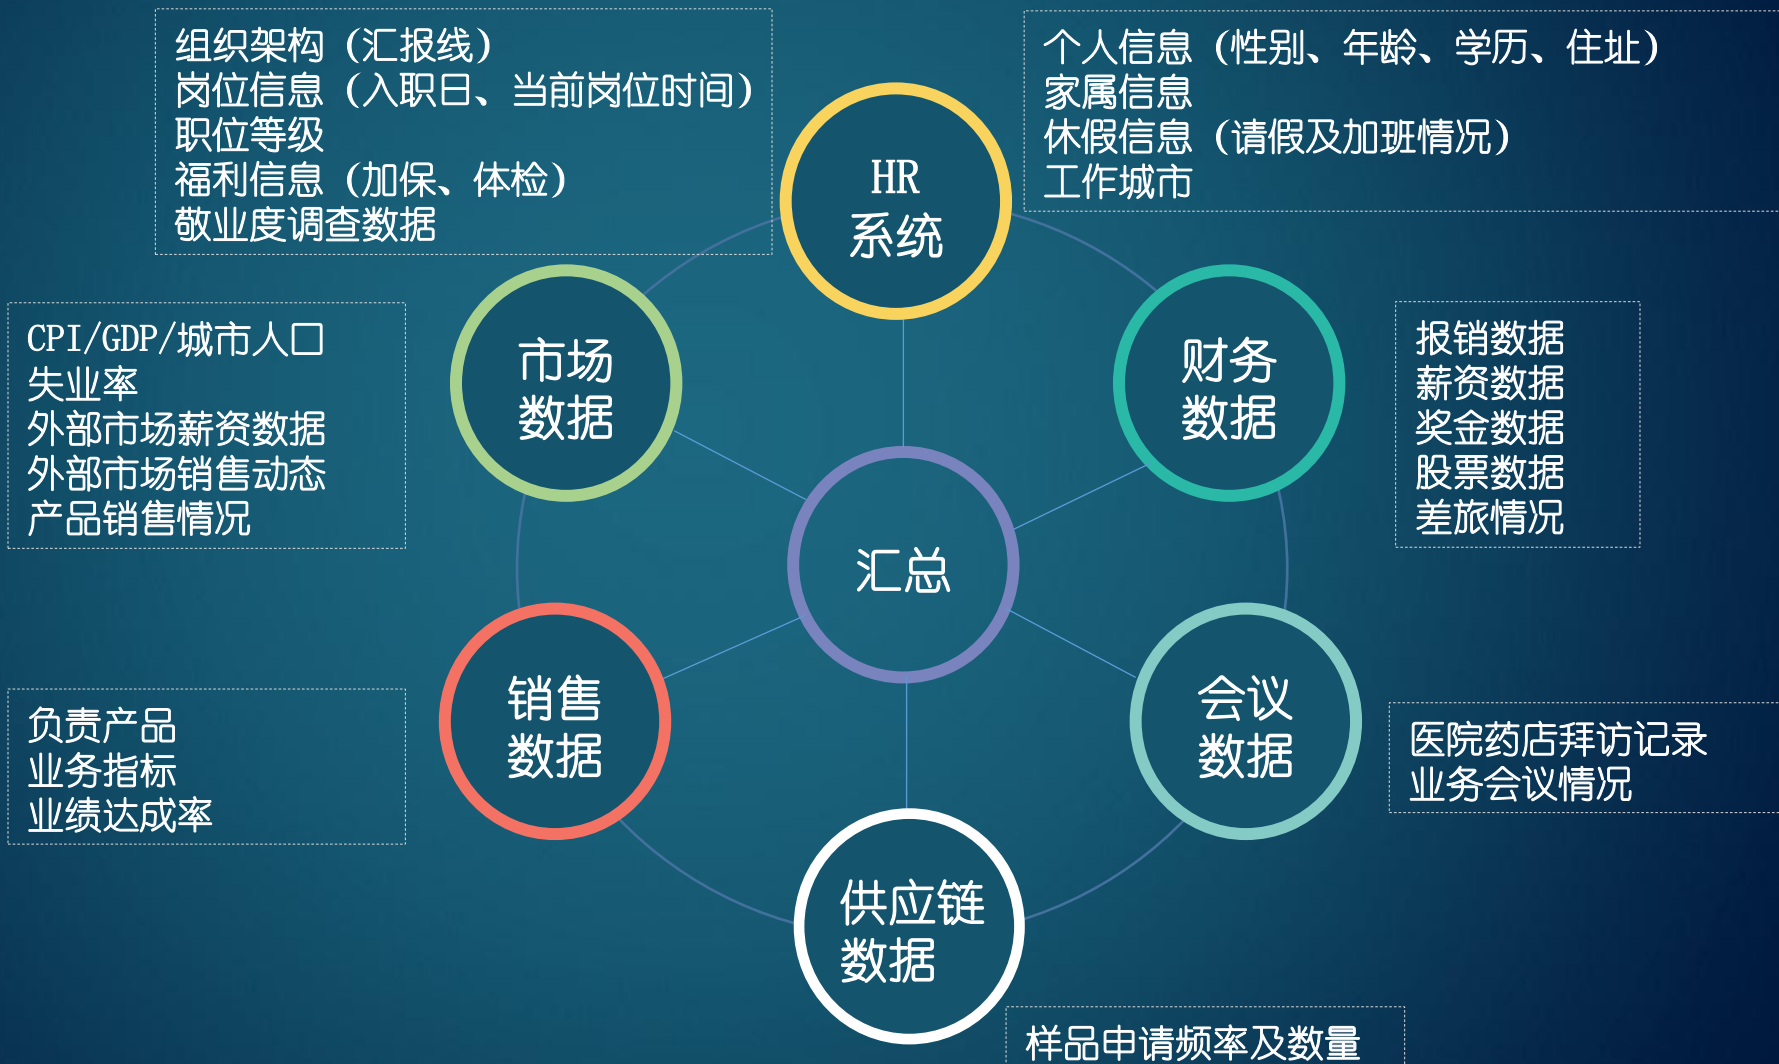 组织架构（汇报线）
岗位信息（入职日、当前岗位时间）
职位等级
福利信息（加保、体检）
敬业度调查数据
个人信息（性别、年龄、学历、住址）
家属信息
休假信息（请假及加班情况）
工作城市
HR
系统
CPI/GDP/城市人口
失业率
外部市场薪资数据
外部市场销售动态
产品销售情况
市场
数据
财务
数据
报销数据
薪资数据
奖金数据
股票数据
差旅情况
汇总
负责产品
业务指标
业绩达成率
销售
数据
会议
数据
医院药店拜访记录
业务会议情况
供应链
数据
样品申请频率及数量